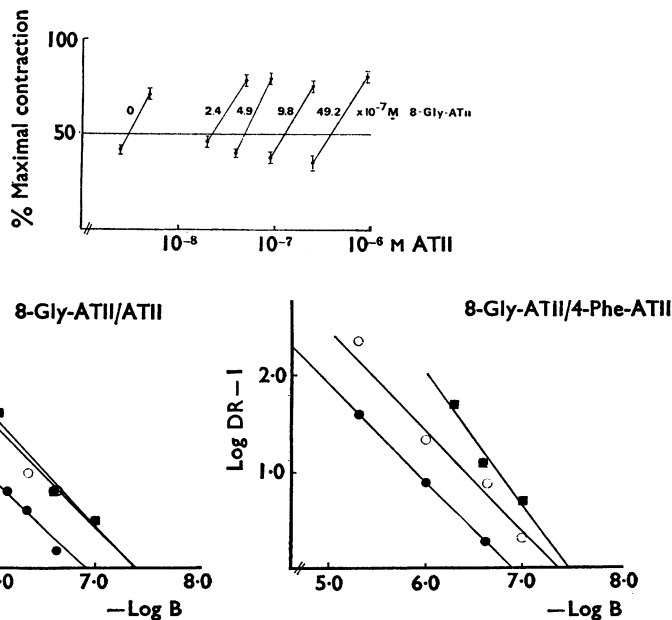 100
50
% Maximal contraction
0
2.4 4.9 9.8 49.2 ×10⁻⁷M 8-Gly-ATII
10⁻⁸ 10⁻⁷ 10⁻⁶ M ATII
8-Gly-ATII/ATII
·0 7·0 8·0
—Log B
8-Gly-ATII/4-Phe-ATII
Log DR—I
2·0
1·0
5·0 6·0 7·0 8·0
—Log B